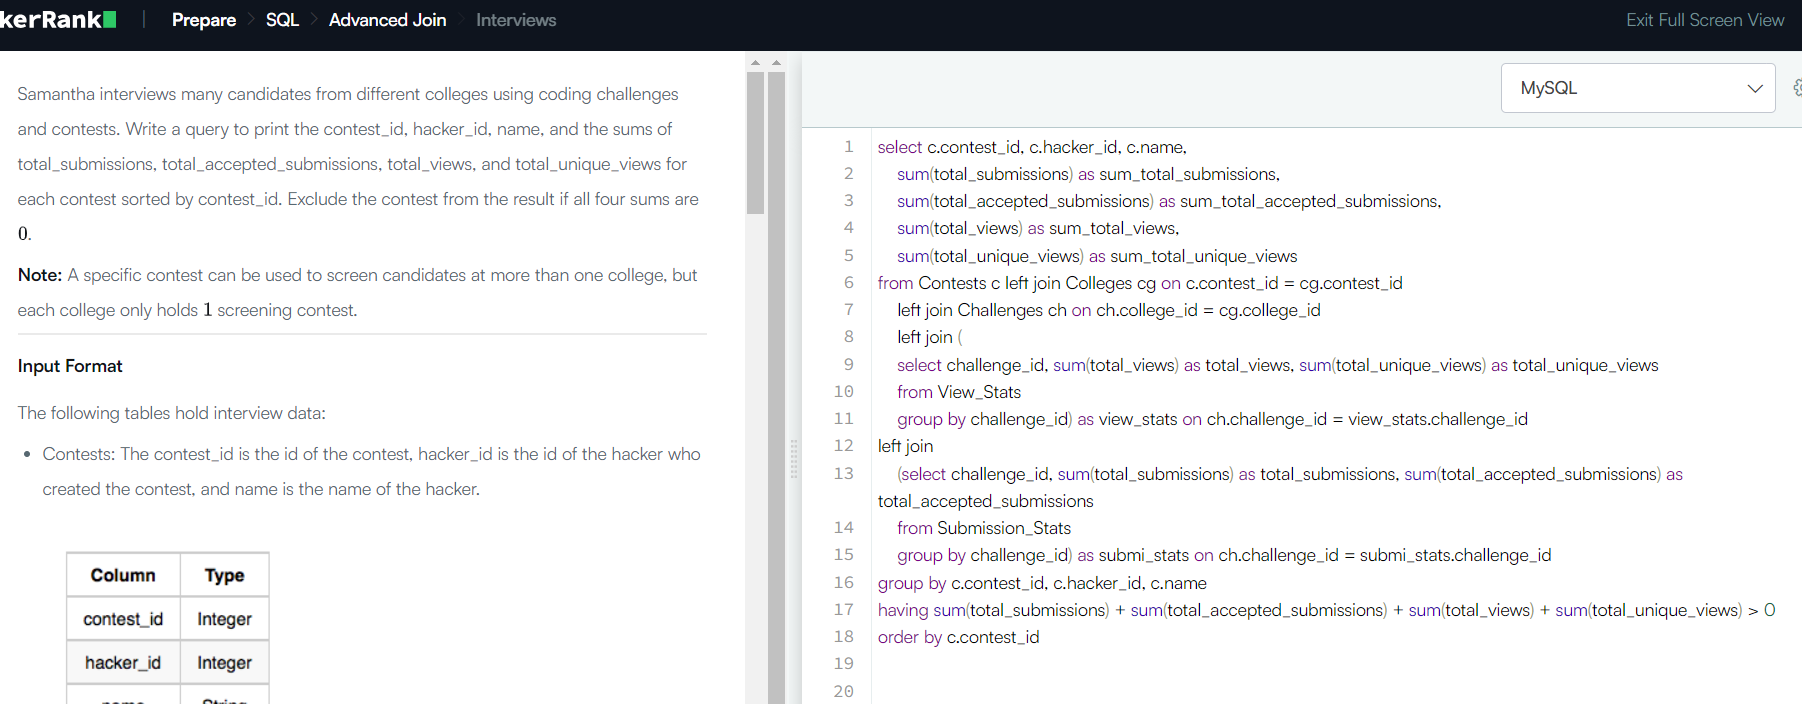 kerRank
Prepare > SQL > Advanced Join > Interviews
Exit Full Screen View
Samantha interviews many candidates from different colleges using coding challenges
and contests. Write a query to print the contest_id, hacker_id, name, and the sums of
total_submissions, total_accepted_submissions, total_views, and total_unique_views for
each contest sorted by contest_id. Exclude the contest from the result if all four sums are
0.
Note: A specific contest can be used to screen candidates at more than one college, but
each college only holds 1 screening contest.
Input Format
The following tables hold interview data:
• Contests: The contest_id is the id of the contest, hacker_id is the id of the hacker who
created the contest, and name is the name of the hacker.
Column Type
contest_id Integer
hacker_id Integer
name String
MySQL
1 select c.contest_id, c.hacker_id, c.name,
2 sum(total_submissions) as sum_total_submissions,
3 sum(total_accepted_submissions) as sum_total_accepted_submissions,
4 sum(total_views) as sum_total_views,
5 sum(total_unique_views) as sum_total_unique_views
6 from Contests c left join Colleges cg on c.contest_id = cg.contest_id
7 left join Challenges ch on ch.college_id = cg.college_id
8 left join (
9 select challenge_id, sum(total_views) as total_views, sum(total_unique_views) as total_unique_views
10 from View_Stats
11 group by challenge_id) as view_stats on ch.challenge_id = view_stats.challenge_id
12 left join
13 (select challenge_id, sum(total_submissions) as total_submissions, sum(total_accepted_submissions) as
total_accepted_submissions
14 from Submission_Stats
15 group by challenge_id) as submi_stats on ch.challenge_id = submi_stats.challenge_id
16 group by c.contest_id, c.hacker_id, c.name
17 having sum(total_submissions) + sum(total_accepted_submissions) + sum(total_views) + sum(total_unique_views) > 0
18 order by c.contest_id
19
20